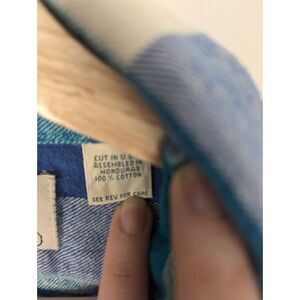 CUT IN U.S.
ASSEMBLED IN
HONDURAS
100% COTTON
SEE REV. FOR CARE